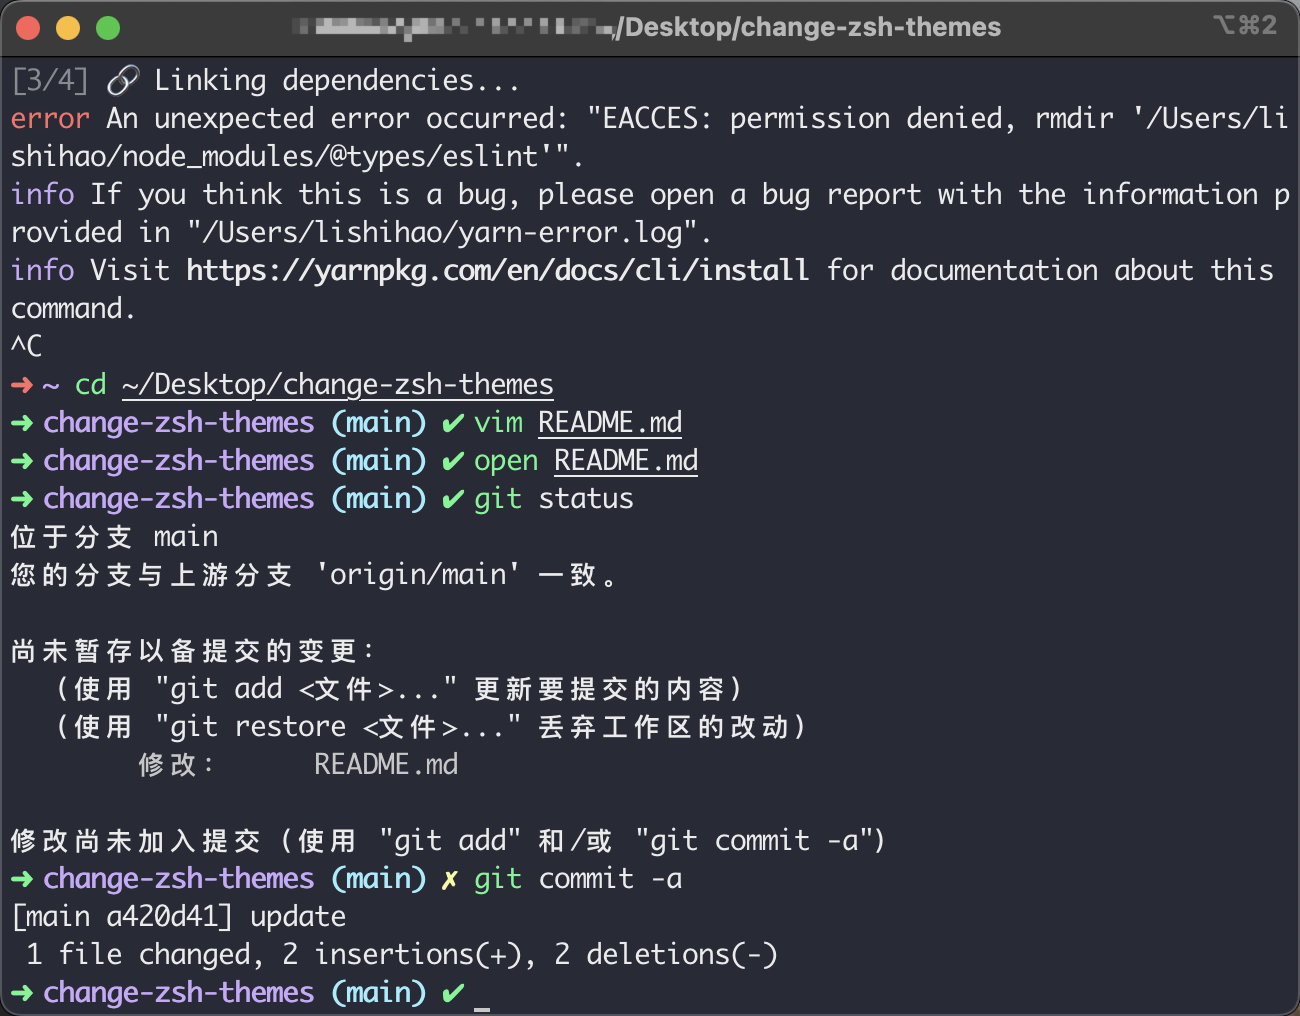 /Desktop/change-zsh-themes ⌥⌘2
[3/4] 🔗 Linking dependencies...
error An unexpected error occurred: "EACCES: permission denied, rmdir '/Users/li
shihao/node_modules/@types/eslint'".
info If you think this is a bug, please open a bug report with the information p
rovided in "/Users/lishihao/yarn-error.log".
info Visit https://yarnpkg.com/en/docs/cli/install for documentation about this
command.
^C
➜ ~ cd ~/Desktop/change-zsh-themes
➜ change-zsh-themes (main) ✔ vim README.md
➜ change-zsh-themes (main) ✔ open README.md
➜ change-zsh-themes (main) ✔ git status
位于分支 main
您的分支与上游分支 'origin/main' 一致。
尚未暂存以备提交的变更：
（使用 "git add <文件>..." 更新要提交的内容）
（使用 "git restore <文件>..." 丢弃工作区的改动）
修改： README.md
修改尚未加入提交（使用 "git add" 和/或 "git commit -a"）
➜ change-zsh-themes (main) ✗ git commit -a
[main a420d41] update
1 file changed, 2 insertions(+), 2 deletions(-)
➜ change-zsh-themes (main) ✔